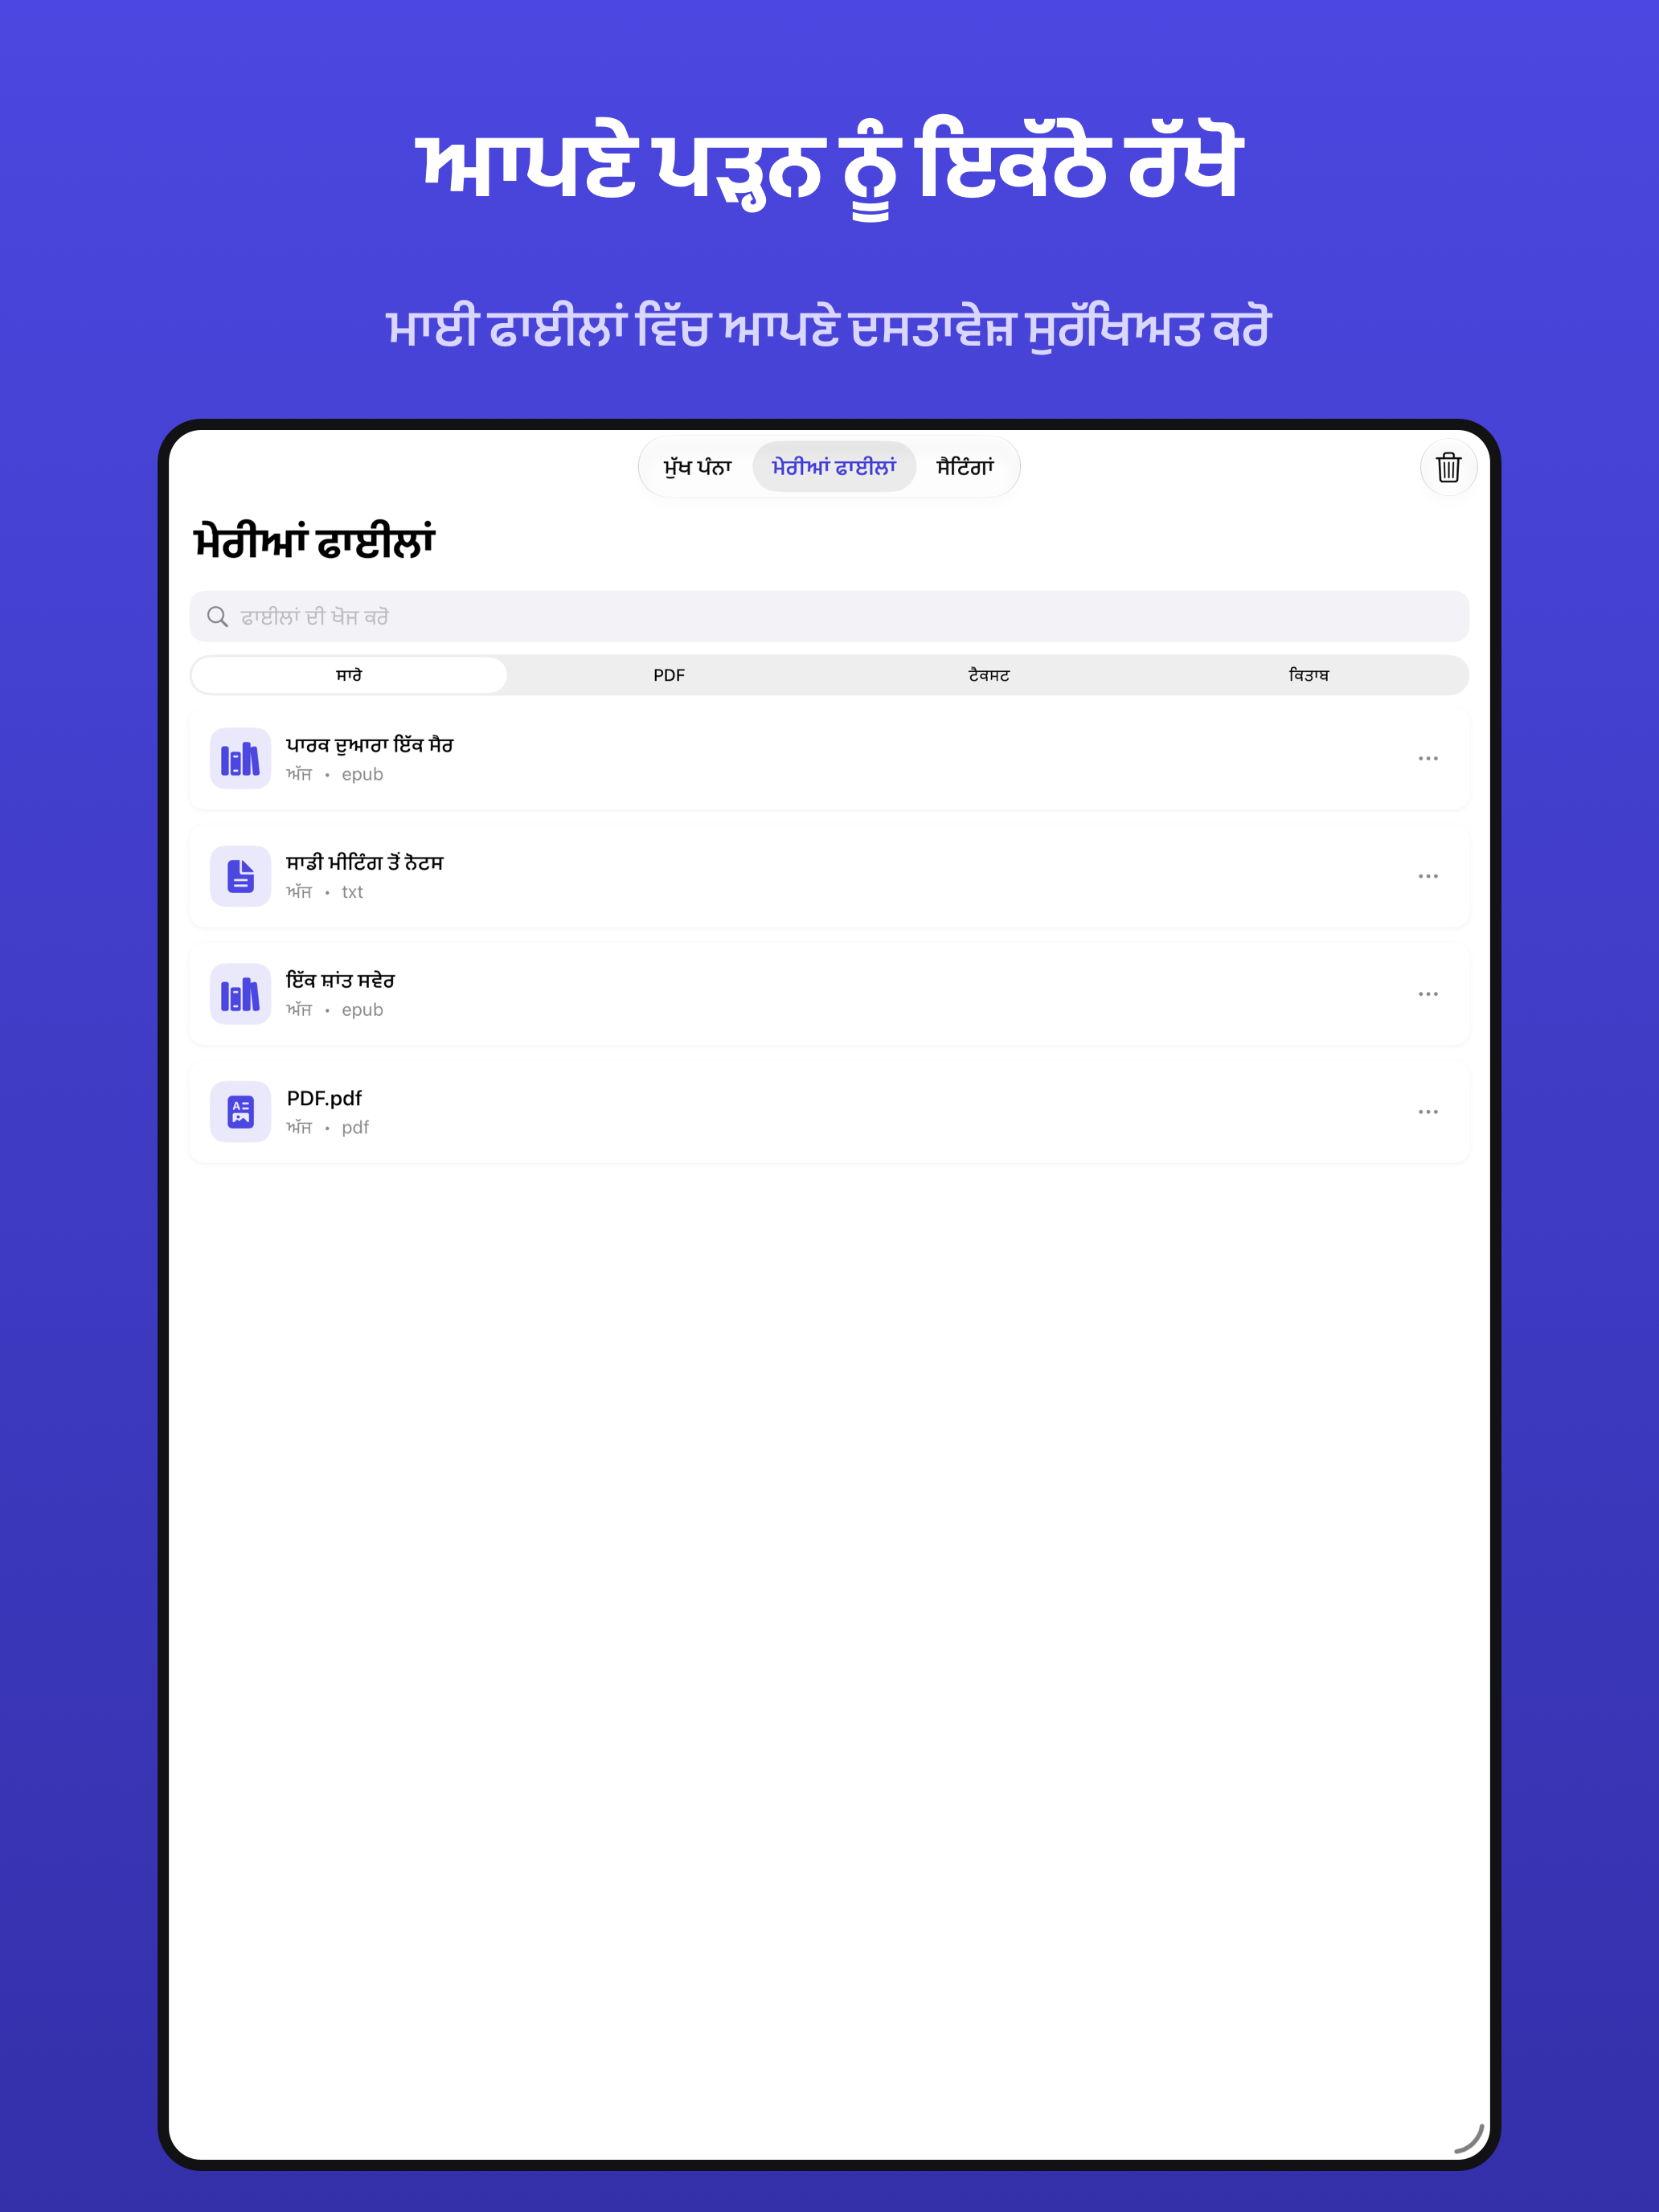 ਆਪਣੇ ਪੜ੍ਹਨ ਨੂੰ ਇਕੱਠੇ ਰੱਖੋ
ਮਾਈ ਫਾਈਲਾਂ ਵਿੱਚ ਆਪਣੇ ਦਸਤਾਵੇਜ਼ ਸੁਰੱਖਿਅਤ ਕਰੋ
ਮੁੱਖ ਪੰਨਾ ਮੇਰੀਆਂ ਫਾਈਲਾਂ ਸੈਟਿੰਗਾਂ
ਮੇਰੀਆਂ ਫਾਈਲਾਂ
ਫਾਈਲਾਂ ਦੀ ਖੋਜ ਕਰੋ
ਸਾਰੇ PDF ਟੈਕਸਟ ਕਿਤਾਬ
ਪਾਰਕ ਦੁਆਰਾ ਇੱਕ ਸੈਰ
ਅੱਜ • epub
ਸਾਡੀ ਮੀਟਿੰਗ ਤੋਂ ਨੋਟਸ
ਅੱਜ • txt
ਇੱਕ ਸ਼ਾਂਤ ਸਵੇਰ
ਅੱਜ • epub
PDF.pdf
ਅੱਜ • pdf